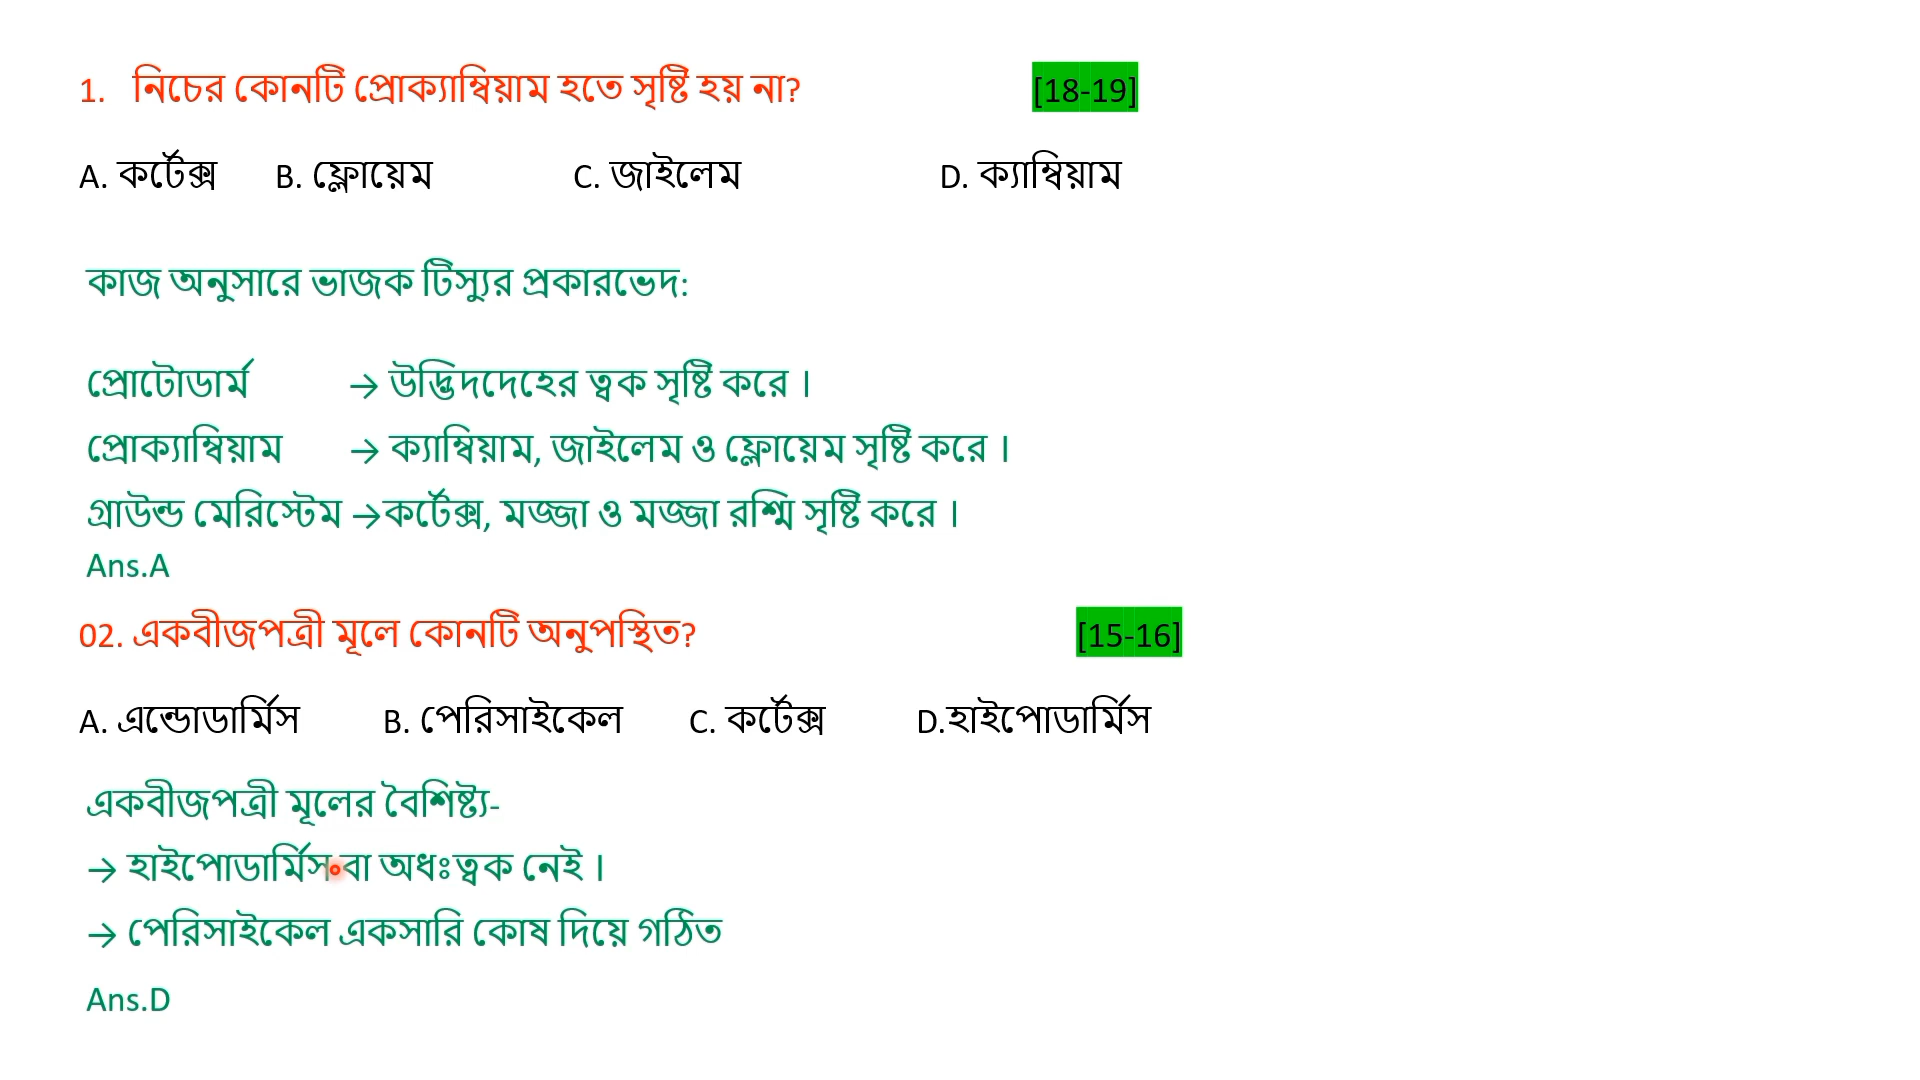 1. নিচের কোনটি প্রোক্যাম্বিয়াম হতে সৃষ্টি হয় না? [18-19]
A. কর্টেক্স B. ফ্লোয়েম C. জাইলেম D. ক্যাম্বিয়াম
কাজ অনুসারে ভাজক টিস্যুর প্রকারভেদ:
প্রোটোডার্ম → উদ্ভিদদেহের ত্বক সৃষ্টি করে ।
প্রোক্যাম্বিয়াম → ক্যাম্বিয়াম, জাইলেম ও ফ্লোয়েম সৃষ্টি করে ।
গ্রাউন্ড মেরিস্টেম →কর্টেক্স, মজ্জা ও মজ্জা রশ্মি সৃষ্টি করে ।
Ans.A
02. একবীজপত্রী মূলে কোনটি অনুপস্থিত? [15-16]
A. এন্ডোডার্মিস B. পেরিসাইকেল C. কর্টেক্স D.হাইপোডার্মিস
একবীজপত্রী মূলের বৈশিষ্ট্য-
→ হাইপোডার্মিস বা অধঃত্বক নেই ।
→ পেরিসাইকেল একসারি কোষ দিয়ে গঠিত
Ans.D